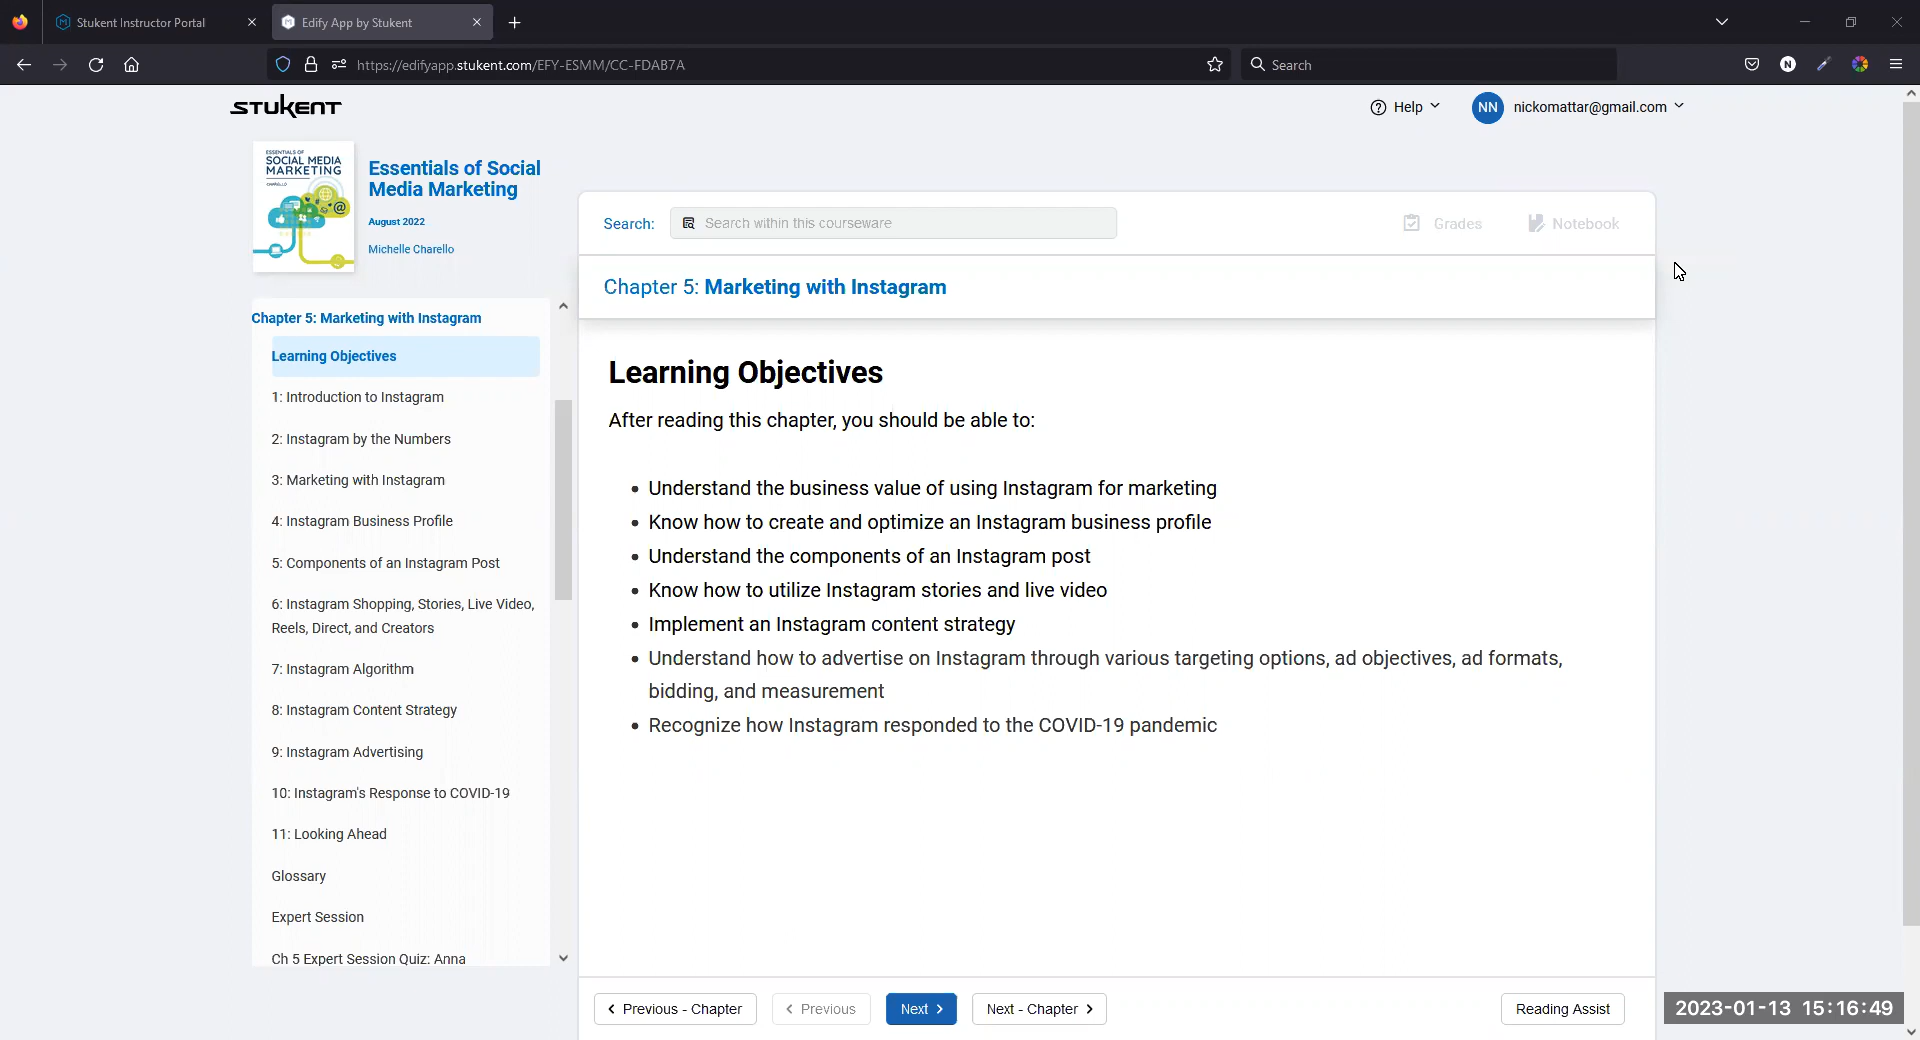 Stukent Instructor Portal
Edify App by Stukent
https://edifyapp.stukent.com/EFY-ESMM/CC-FDAB7A
Search
N
STUKENT
Help
NN
nickomattar@gmail.com
ESSENTIALS OF
SOCIAL MEDIA
MARKETING
CHARELLO
Essentials of Social
Media Marketing
August 2022
Michelle Charello
Search:
Search within this courseware
Grades
Notebook
Chapter 5: Marketing with Instagram
Chapter 5: Marketing with Instagram
Learning Objectives
1: Introduction to Instagram
2: Instagram by the Numbers
3: Marketing with Instagram
4: Instagram Business Profile
5: Components of an Instagram Post
6: Instagram Shopping, Stories, Live Video,
Reels, Direct, and Creators
7: Instagram Algorithm
8: Instagram Content Strategy
9: Instagram Advertising
10: Instagram's Response to COVID-19
11: Looking Ahead
Glossary
Expert Session
Ch 5 Expert Session Quiz: Anna
Learning Objectives
After reading this chapter, you should be able to:
• Understand the business value of using Instagram for marketing
• Know how to create and optimize an Instagram business profile
• Understand the components of an Instagram post
• Know how to utilize Instagram stories and live video
• Implement an Instagram content strategy
• Understand how to advertise on Instagram through various targeting options, ad objectives, ad formats,
bidding, and measurement
• Recognize how Instagram responded to the COVID-19 pandemic
Previous - Chapter
Previous
Next
Next - Chapter
Reading Assist
2023-01-13 15:16:49